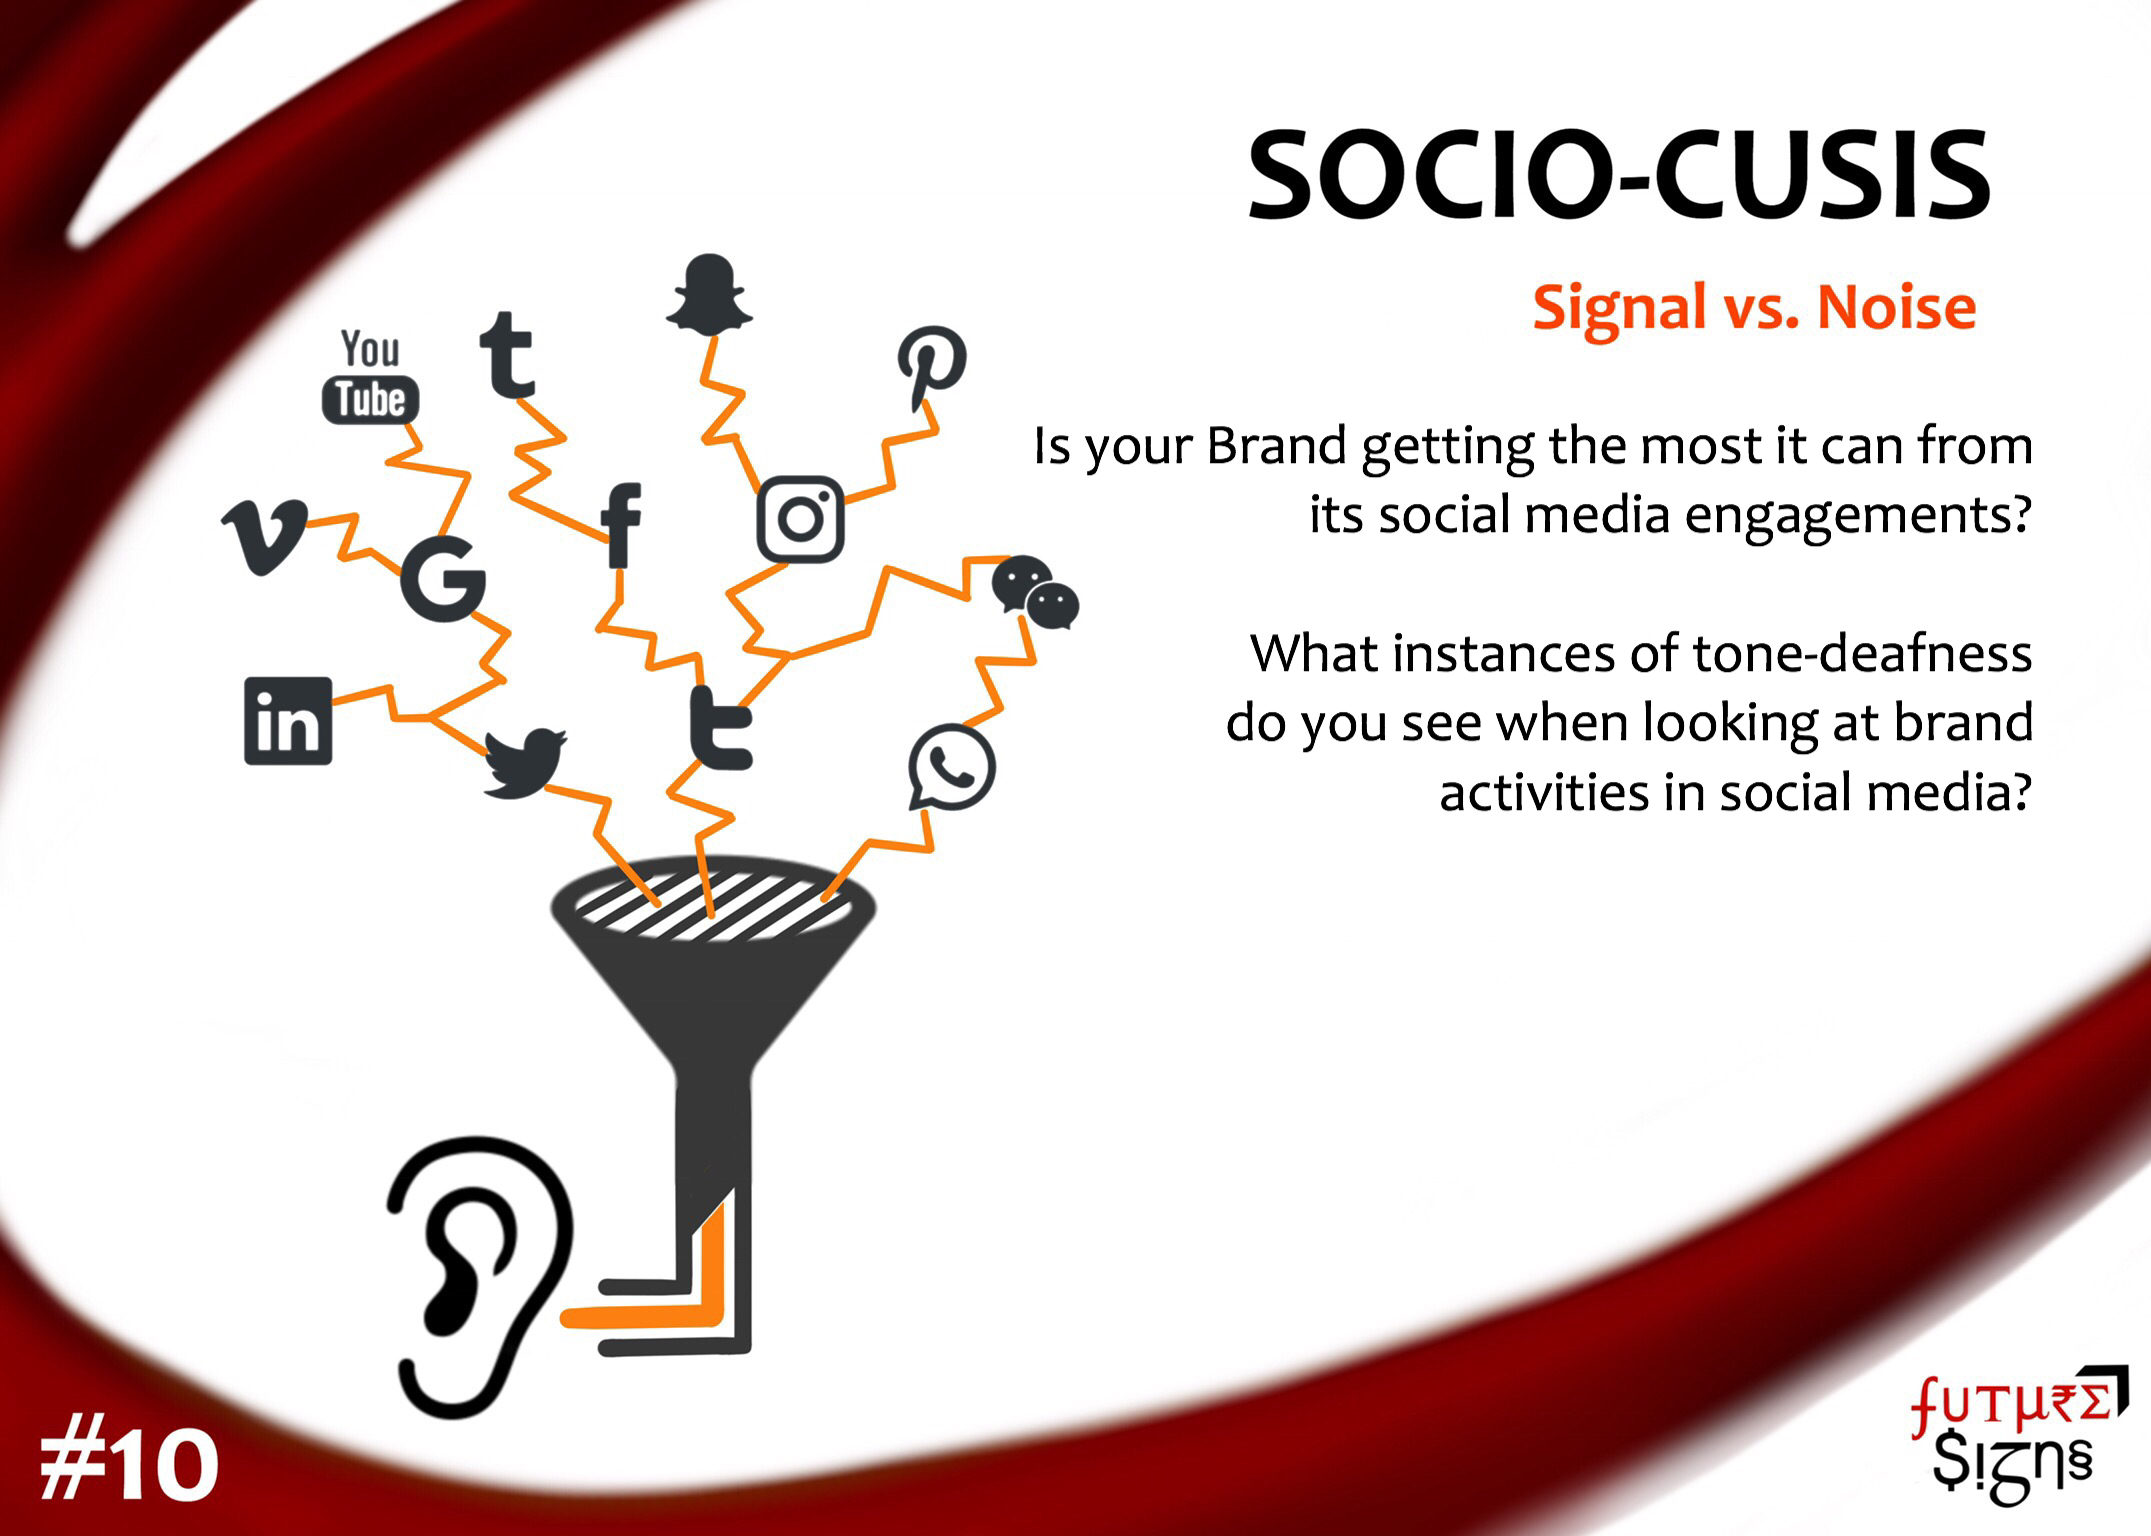 SOCIO-CUSIS
Signal vs. Noise
Is your Brand getting the most it can from
its social media engagements?
What instances of tone-deafness
do you see when looking at brand
activities in social media?
You
Tube
t
f
G
in
t
#10
ƒUTµ₹Σ
$!Ȥη§